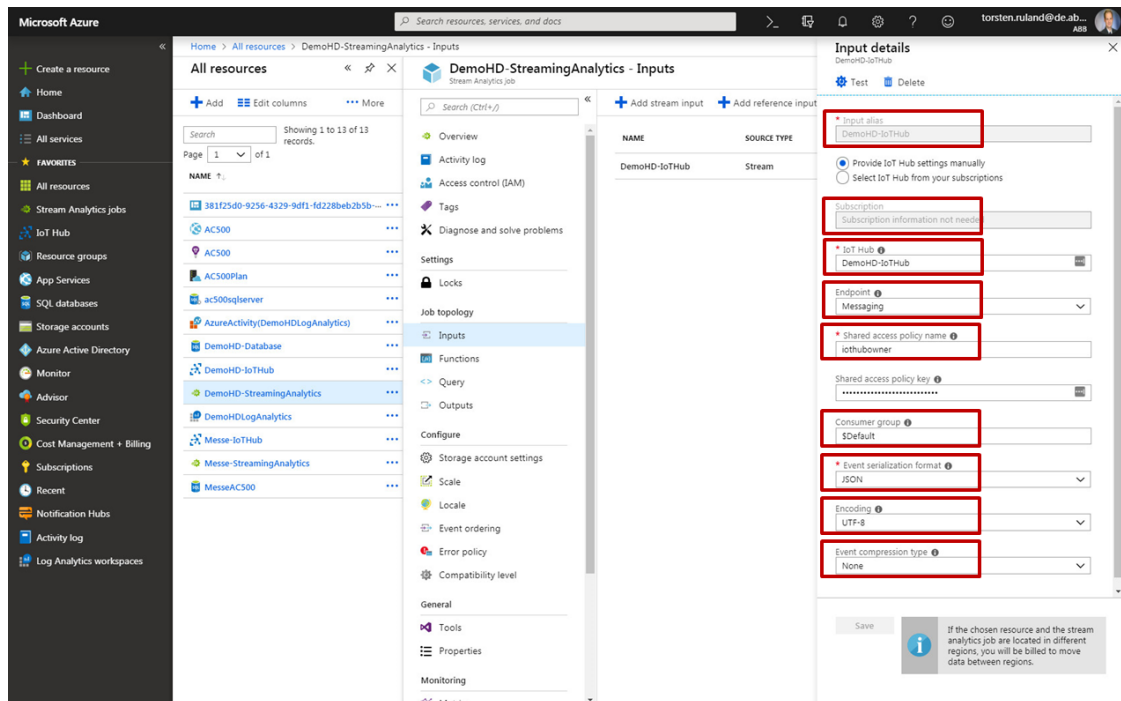 Microsoft Azure
Search resources, services, and docs
torsten.ruland@de.ab...
ABB
Create a resource
Home
Dashboard
All services
FAVORITES
All resources
Stream Analytics jobs
IoT Hub
Resource groups
App Services
SQL databases
Storage accounts
Azure Active Directory
Monitor
Advisor
Security Center
Cost Management + Billing
Subscriptions
Recent
Notification Hubs
Activity log
Log Analytics workspaces
Home > All resources > DemoHD-StreamingAnalytics - Inputs
All resources
Add Edit columns ••• More
Search
Showing 1 to 13 of 13 records.
Page 1 of 1
NAME
381f25d0-9256-4329-9df1-fd228beb2b5b-...
AC500
AC500
AC500Plan
ac500sqlserver
AzureActivity(DemoHDLogAnalytics)
DemoHD-Database
DemoHD-IoTHub
DemoHD-StreamingAnalytics
DemoHDLogAnalytics
Messe-IoTHub
Messe-StreamingAnalytics
MesseAC500
DemoHD-StreamingAnalytics - Inputs
Stream Analytics job
Search (Ctrl+/)
Overview
Activity log
Access control (IAM)
Tags
Diagnose and solve problems
Settings
Locks
Job topology
Inputs
Functions
Query
Outputs
Configure
Storage account settings
Scale
Locale
Event ordering
Error policy
Compatibility level
General
Tools
Properties
Monitoring
Add stream input Add reference input
NAME SOURCE TYPE
DemoHD-IoTHub Stream
Input details
DemoHD-IoTHub
Test Delete
* Input alias
DemoHD-IoTHub
Provide IoT Hub settings manually
Select IoT Hub from your subscriptions
Subscription
Subscription information not needed
* IoT Hub
DemoHD-IoTHub
Endpoint
Messaging
* Shared access policy name
iothubowner
Shared access policy key
Consumer group
$Default
* Event serialization format
JSON
Encoding
UTF-8
Event compression type
None
Save
If the chosen resource and the stream
analytics job are located in different
regions, you will be billed to move
data between regions.